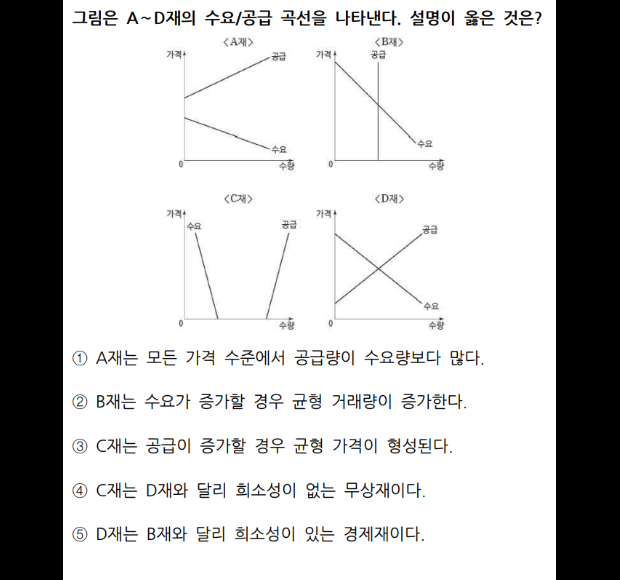 그림은 A~D재의 수요/공급 곡선을 나타낸다. 설명이 옳은 것은?
<A재>
가격
공급
수요
0
수량
<B재>
가격
공급
수요
0
수량
<C재>
가격
수요
공급
0
수량
<D재>
가격
공급
수요
0
수량
① A재는 모든 가격 수준에서 공급량이 수요량보다 많다.
② B재는 수요가 증가할 경우 균형 거래량이 증가한다.
③ C재는 공급이 증가할 경우 균형 가격이 형성된다.
④ C재는 D재와 달리 희소성이 없는 무상재이다.
⑤ D재는 B재와 달리 희소성이 있는 경제재이다.